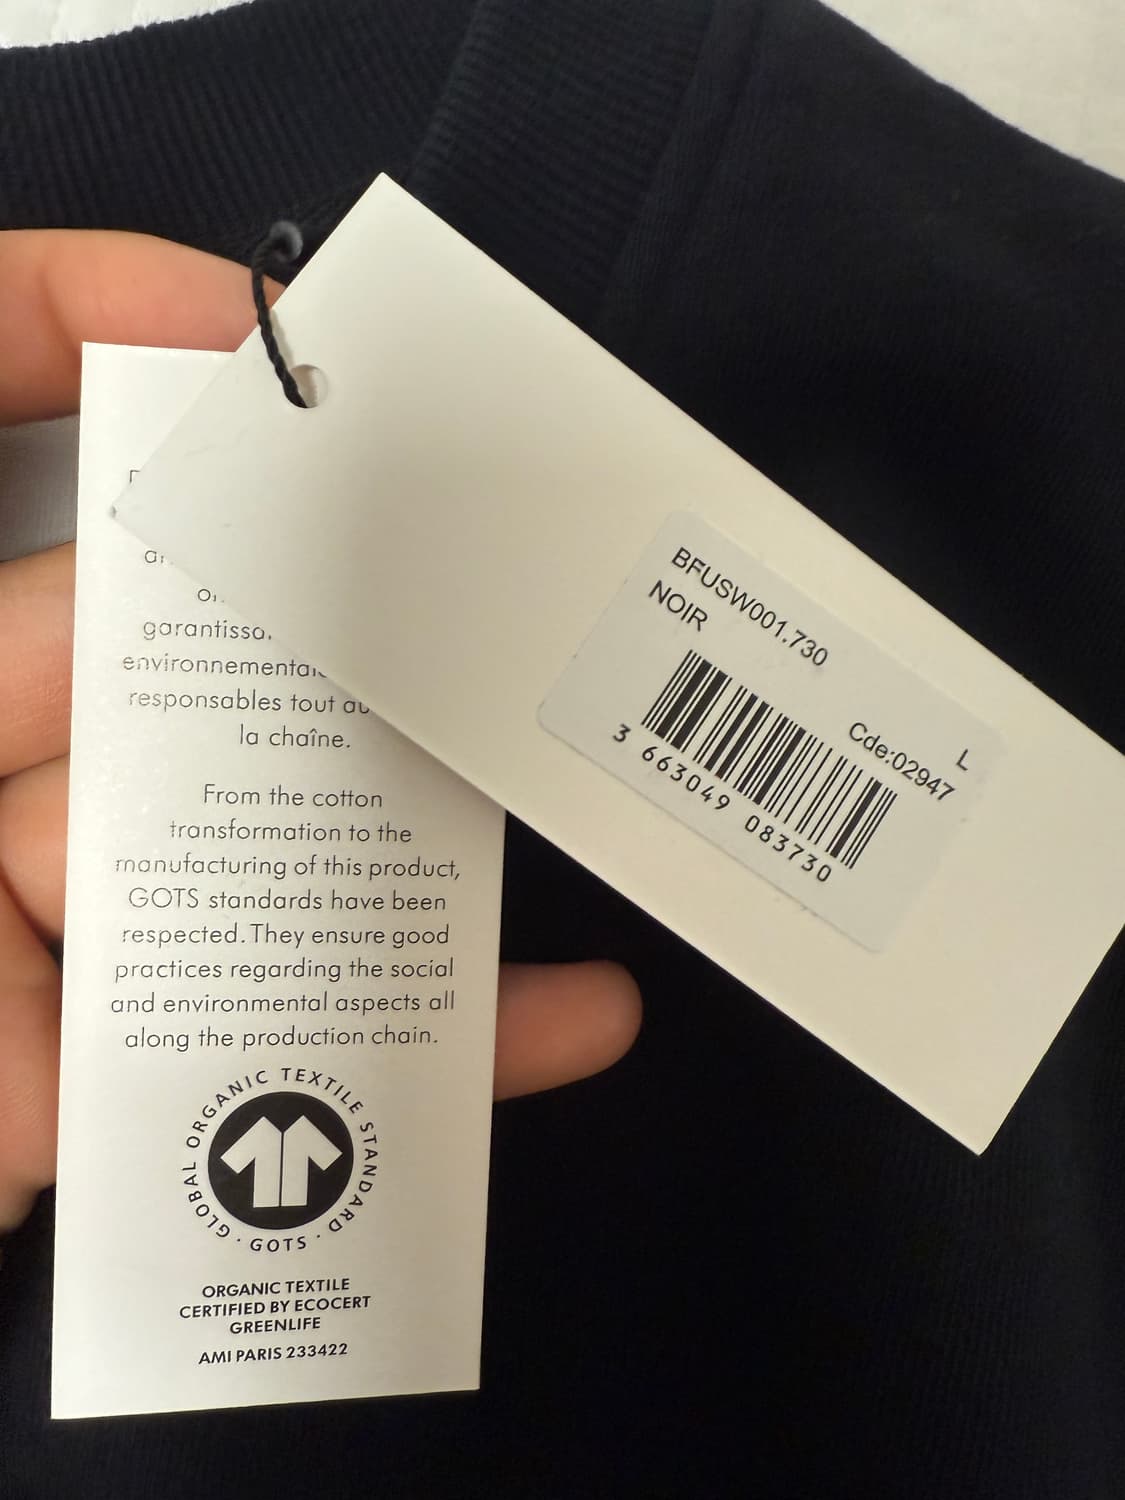 garantissa
environnementa
responsables tout au
la chaîne.
From the cotton
transformation to the
manufacturing of this product,
GOTS standards have been
respected. They ensure good
practices regarding the social
and environmental aspects all
along the production chain.
GLOBAL ORGANIC TEXTILE STANDARD · GOTS ·
ORGANIC TEXTILE
CERTIFIED BY ECOCERT
GREENLIFE
AMI PARIS 233422
BFUSW001.730
NOIR
L
Cde:02947
3 663049 083730